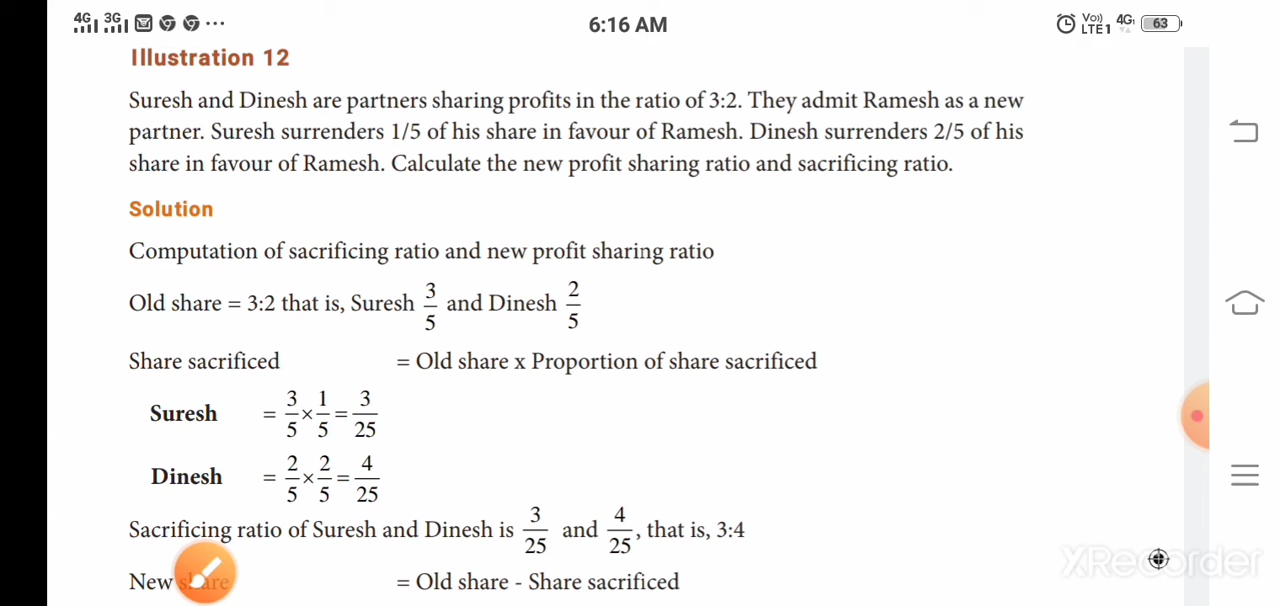 4G 3G ... 6:16 AM Vo)) LTE1 4G 63
Illustration 12
Suresh and Dinesh are partners sharing profits in the ratio of 3:2. They admit Ramesh as a new
partner. Suresh surrenders 1/5 of his share in favour of Ramesh. Dinesh surrenders 2/5 of his
share in favour of Ramesh. Calculate the new profit sharing ratio and sacrificing ratio.
Solution
Computation of sacrificing ratio and new profit sharing ratio
Old share = 3:2 that is, Suresh 3/5 and Dinesh 2/5
Share sacrificed = Old share x Proportion of share sacrificed
Suresh = 3/5 × 1/5 = 3/25
Dinesh = 2/5 × 2/5 = 4/25
Sacrificing ratio of Suresh and Dinesh is 3/25 and 4/25, that is, 3:4
New share = Old share - Share sacrificed
XRecorder